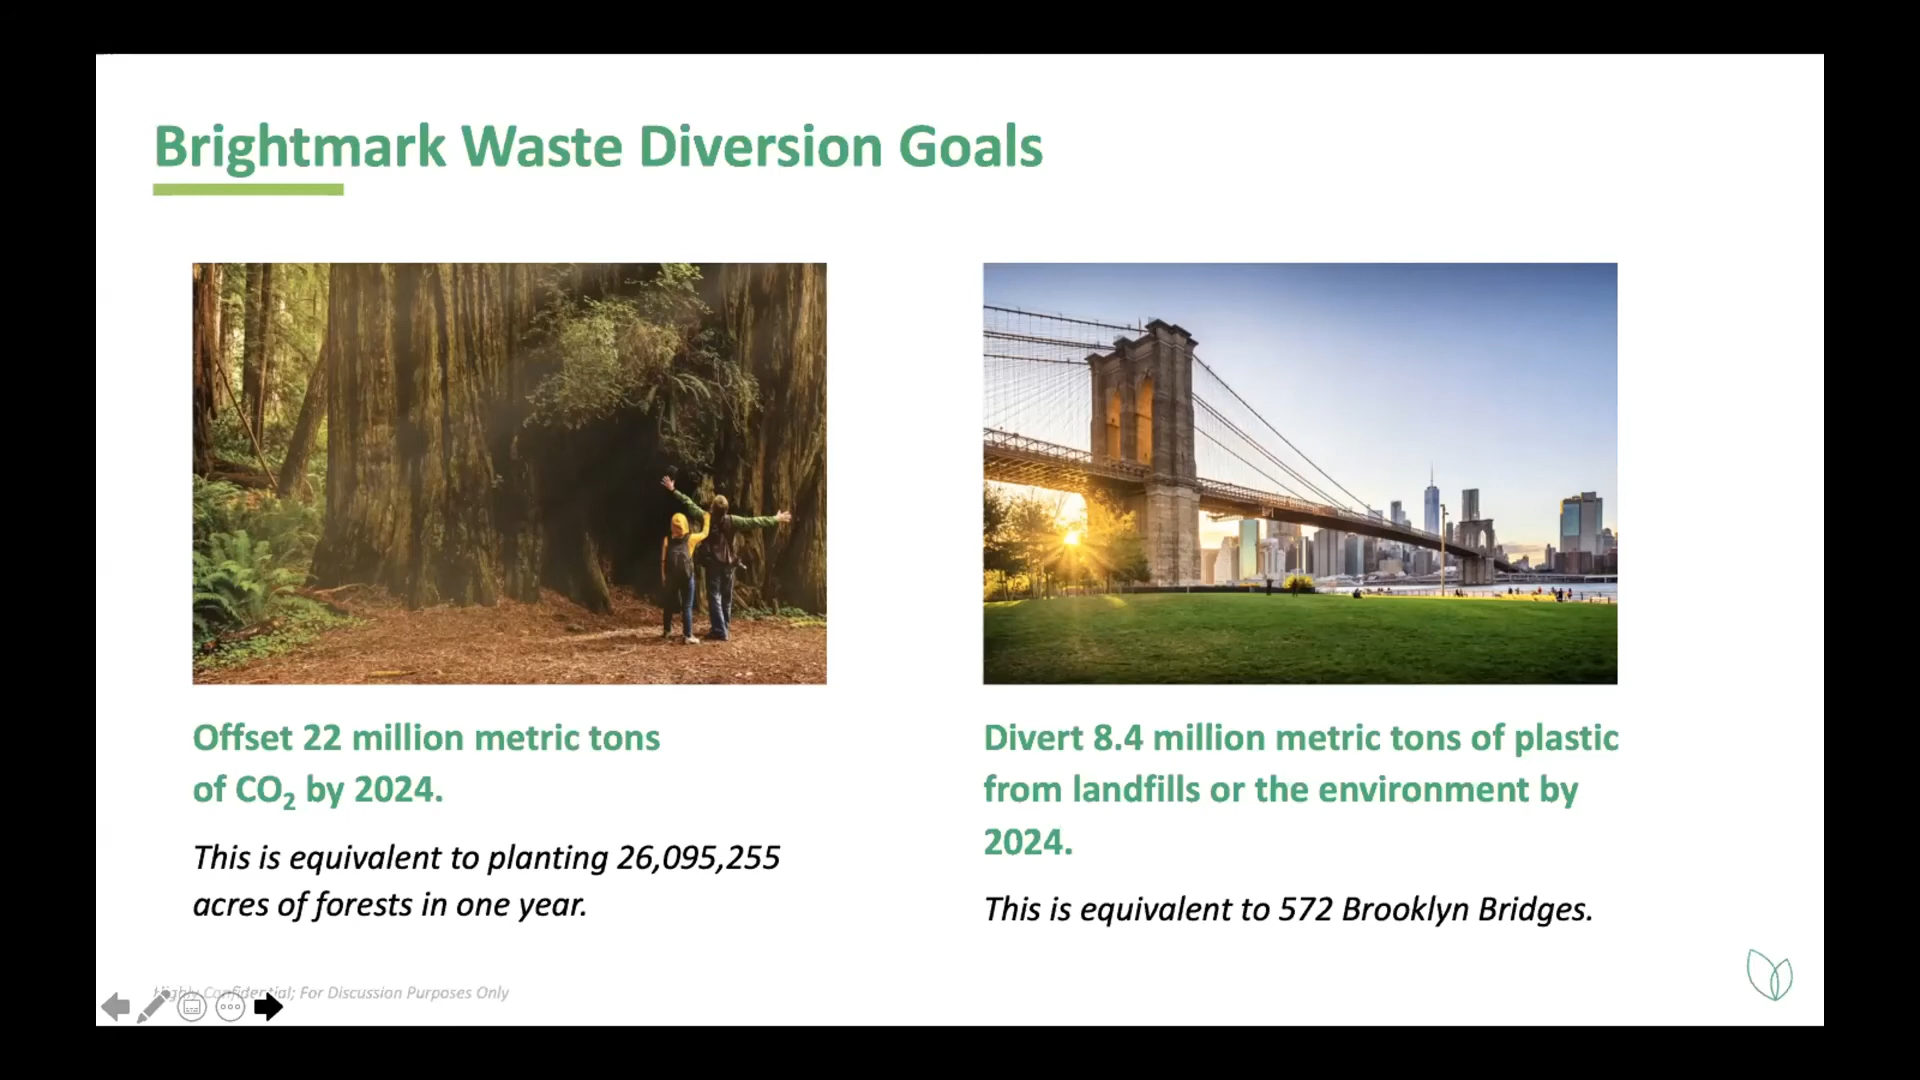 Brightmark Waste Diversion Goals
Offset 22 million metric tons
of CO₂ by 2024.
This is equivalent to planting 26,095,255
acres of forests in one year.
Divert 8.4 million metric tons of plastic
from landfills or the environment by
2024.
This is equivalent to 572 Brooklyn Bridges.
Highly Confidential; For Discussion Purposes Only